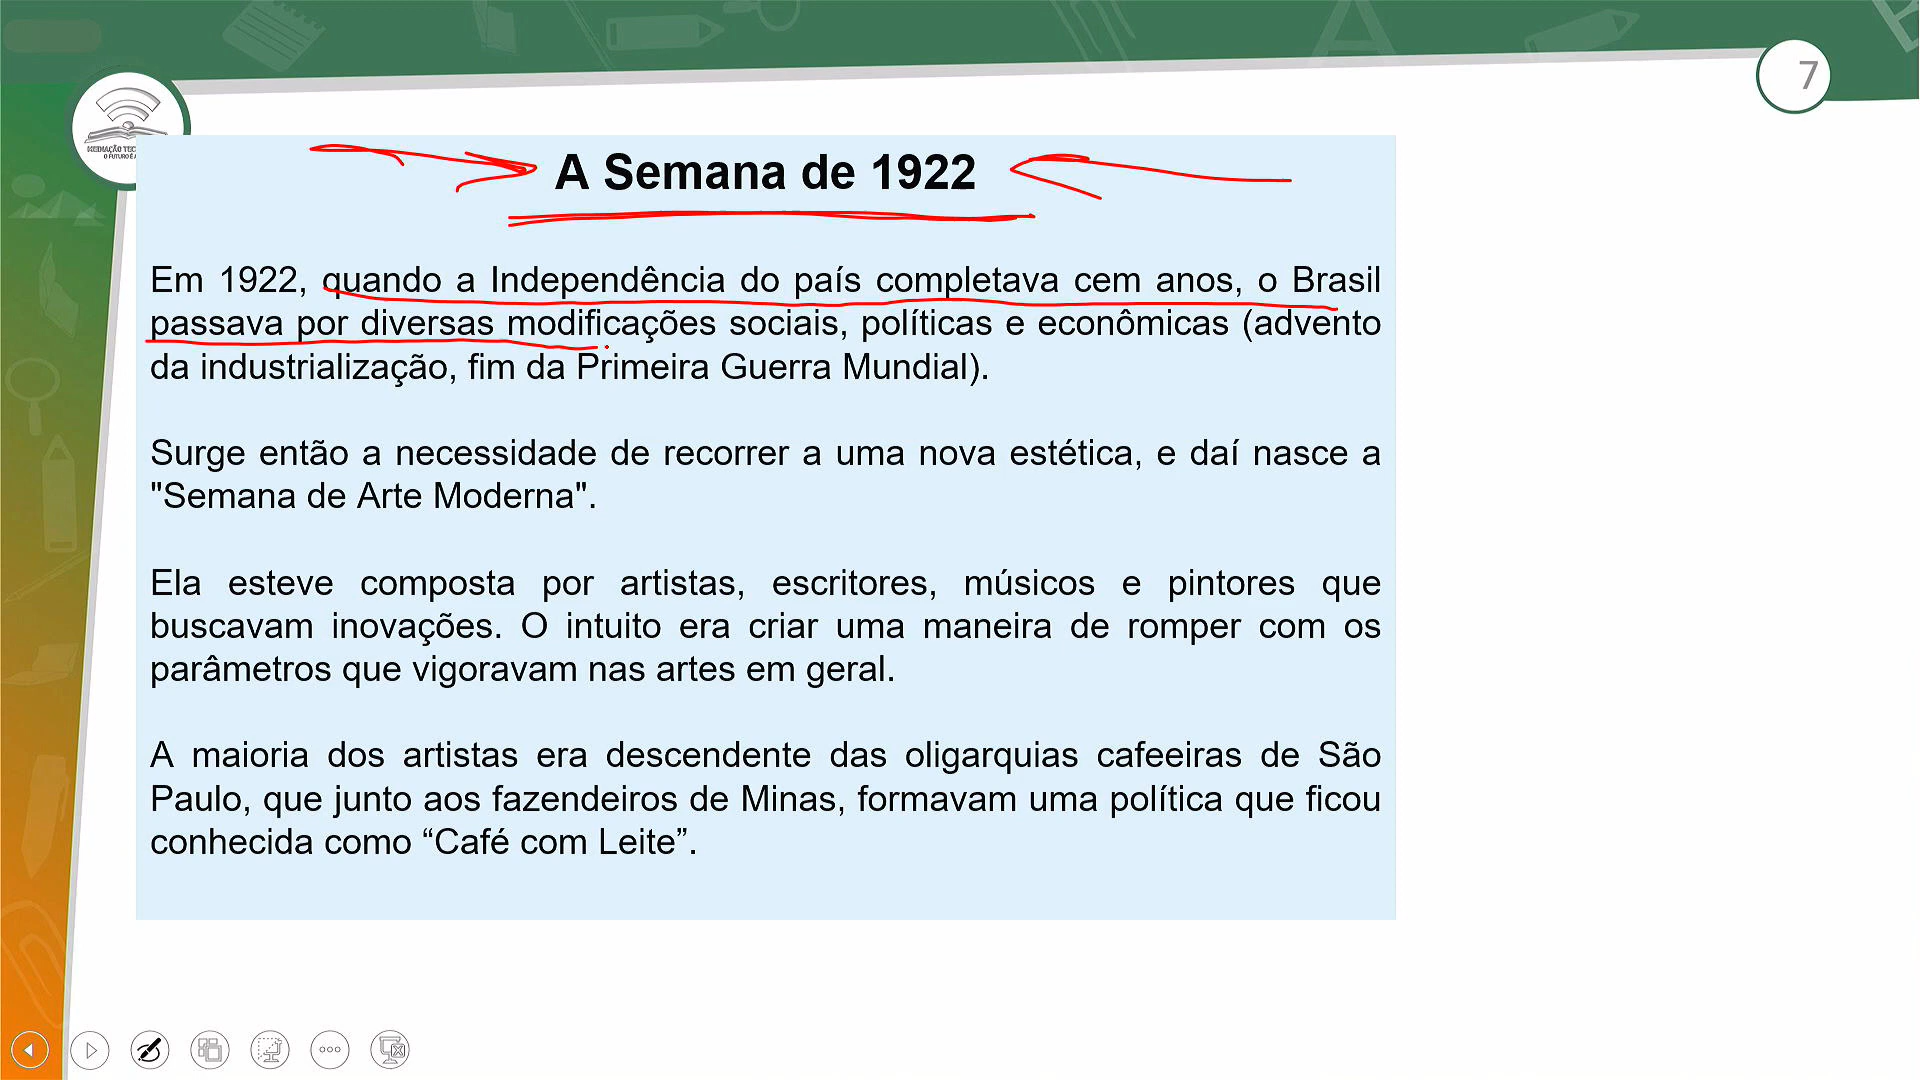 7
MEDIAÇÃO TEC
O FUTURO É A
A Semana de 1922
Em 1922, quando a Independência do país completava cem anos, o Brasil
passava por diversas modificações sociais, políticas e econômicas (advento
da industrialização, fim da Primeira Guerra Mundial).
Surge então a necessidade de recorrer a uma nova estética, e daí nasce a
"Semana de Arte Moderna".
Ela esteve composta por artistas, escritores, músicos e pintores que
buscavam inovações. O intuito era criar uma maneira de romper com os
parâmetros que vigoravam nas artes em geral.
A maioria dos artistas era descendente das oligarquias cafeeiras de São
Paulo, que junto aos fazendeiros de Minas, formavam uma política que ficou
conhecida como “Café com Leite”.